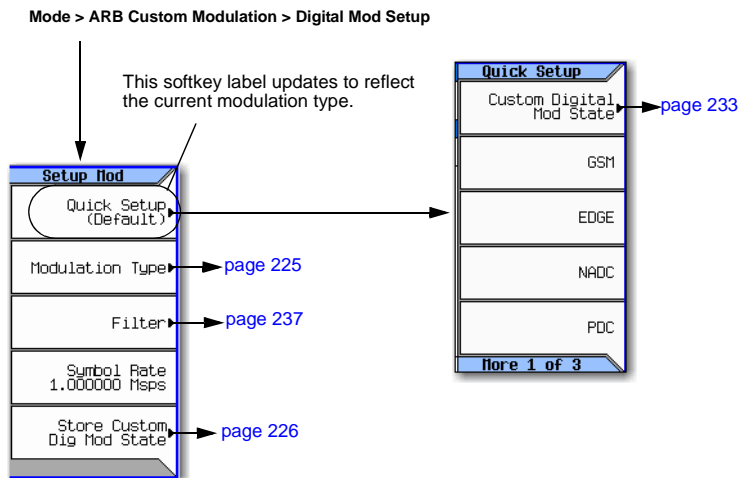 Mode > ARB Custom Modulation > Digital Mod Setup
This softkey label updates to reflect
the current modulation type.
Setup Mod
Quick Setup
(Default)
Modulation Type
page 225
Filter
page 237
Symbol Rate
1.000000 Msps
Store Custom
Dig Mod State
page 226
Quick Setup
Custom Digital
Mod State
page 233
GSM
EDGE
NADC
PDC
More 1 of 3